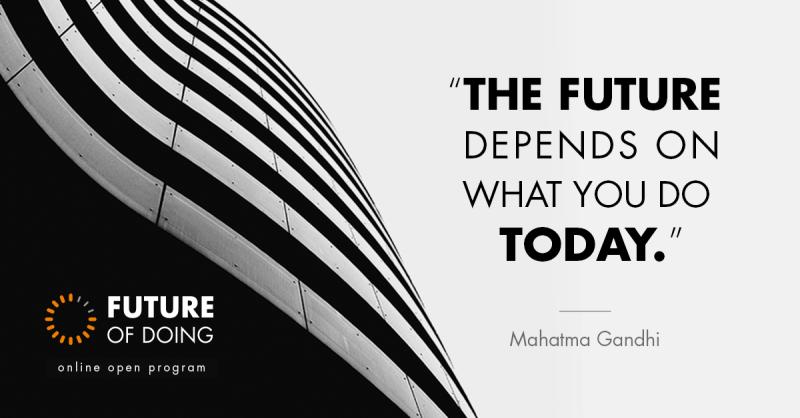 “THE FUTURE
DEPENDS ON
WHAT YOU DO
TODAY.”
Mahatma Gandhi
FUTURE
OF DOING
online open program